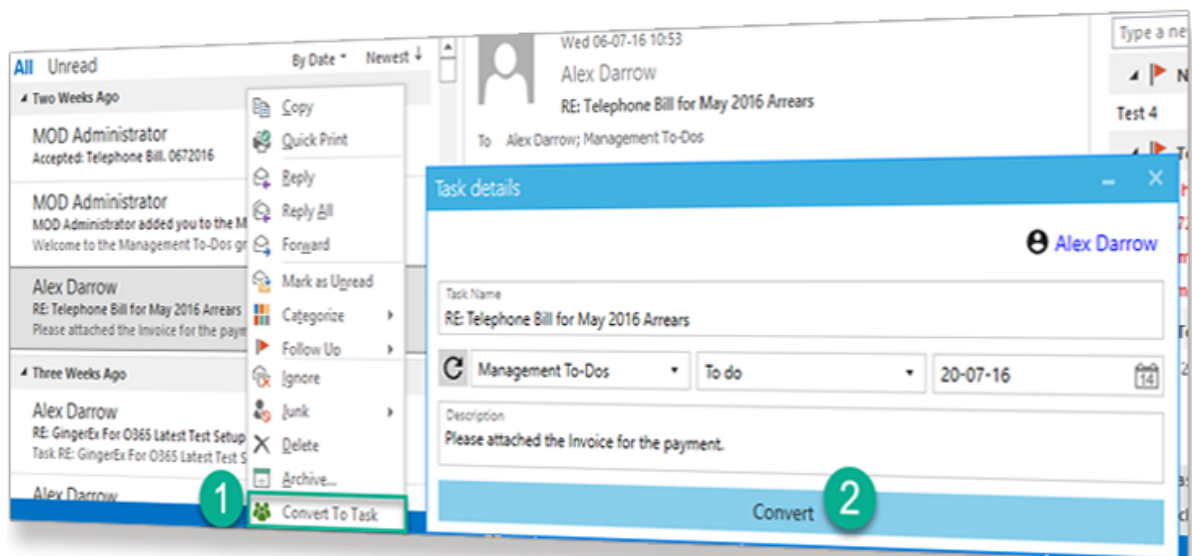 All Unread By Date Newest ↓
Two Weeks Ago
MOD Administrator
Accepted: Telephone Bill. 0672016
MOD Administrator
MOD Administrator added you to the M
Welcome to the Management To-Dos gr
Alex Darrow
RE: Telephone Bill for May 2016 Arrears
Please attached the Invoice for the paym
Three Weeks Ago
Alex Darrow
RE: GingerEx For O365 Latest Test Setup
Task RE: GingerEx For O365 Latest Test S
Alex Darrow
Copy
Quick Print
Reply
Reply All
Forward
Mark as Unread
Categorize
Follow Up
Ignore
Junk
Delete
Archive...
1
Convert To Task
Wed 06-07-16 10:53
Alex Darrow
RE: Telephone Bill for May 2016 Arrears
To Alex Darrow; Management To-Dos
Type a ne
N
Test 4
Task details
Alex Darrow
Task Name
RE: Telephone Bill for May 2016 Arrears
Management To-Dos To do 20-07-16 14
Description
Please attached the Invoice for the payment.
Convert 2